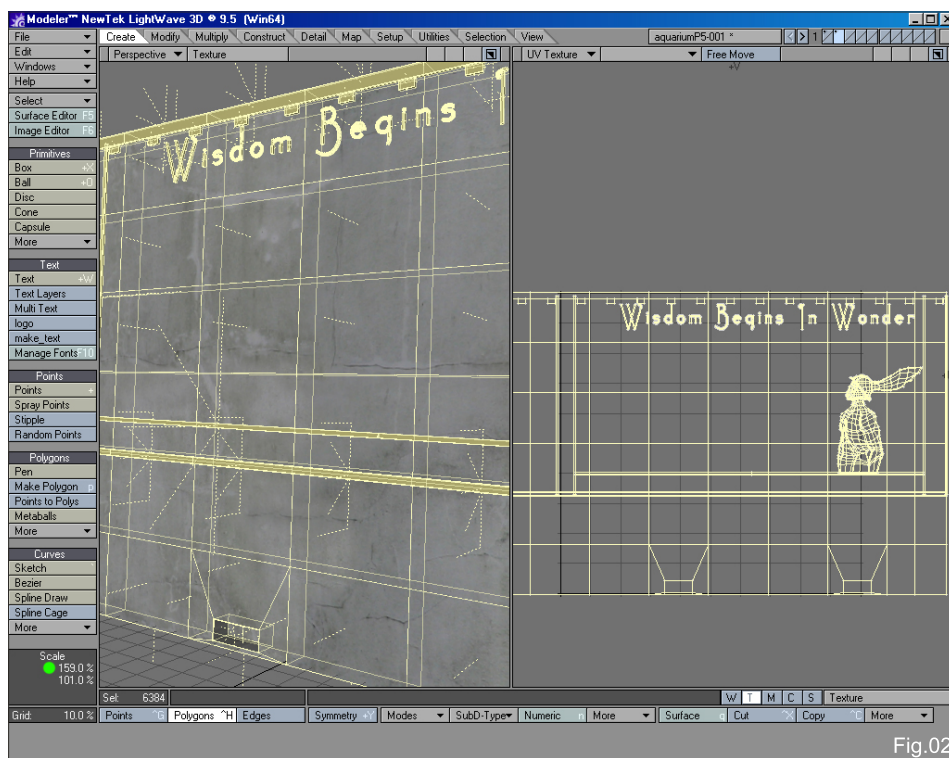 Modeler™ NewTek LightWave 3D ® 9.5 (Win64)
File Create Modify Multiply Construct Detail Map Setup Utilities Selection View aquariumP5-001 * < > 1
Edit Perspective Texture UV Texture Free Move
Windows +V
Help
Select
Surface Editor F5
Image Editor F6
Primitives
Box +X
Ball +O
Disc
Cone
Capsule
More
Text
Text +W
Text Layers
Multi Text
logo
make_text
Manage Fonts F10
Points
Points +
Spray Points
Stipple
Random Points
Polygons
Pen
Make Polygon p
Points to Polys
Metaballs
More
Curves
Sketch
Bezier
Spline Draw
Spline Cage
More
Wisdom Begins
Wisdom Begins In Wonder
Scale
159.0 %
101.0 %
Sel: 6384 W T M C S Texture
Grid: 10.0 % Points ^G Polygons ^H Edges Symmetry +Y Modes SubD-Type Numeric n More Surface q Cut ^X Copy ^C More
Fig.02